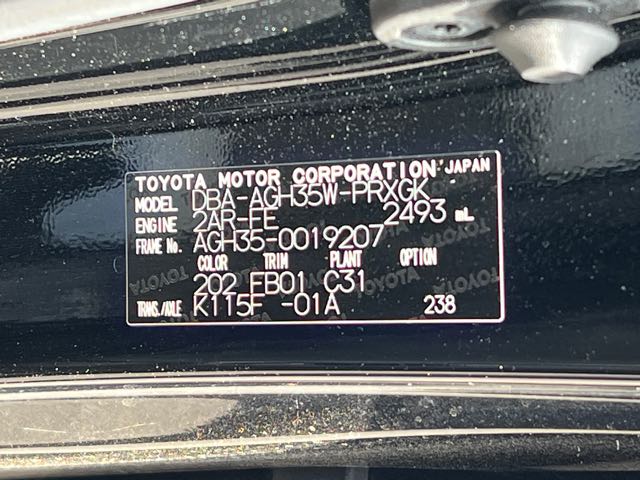 TOYOTA MOTOR CORPORATION JAPAN
MODEL DBA-AGH35W-PRXGK
ENGINE 2AR-FE 2493 mL
FRAME No. AGH35-0019207
COLOR TRIM PLANT OPTION
202 FB01 C31
TRANS./AXLE K115F -01A 238